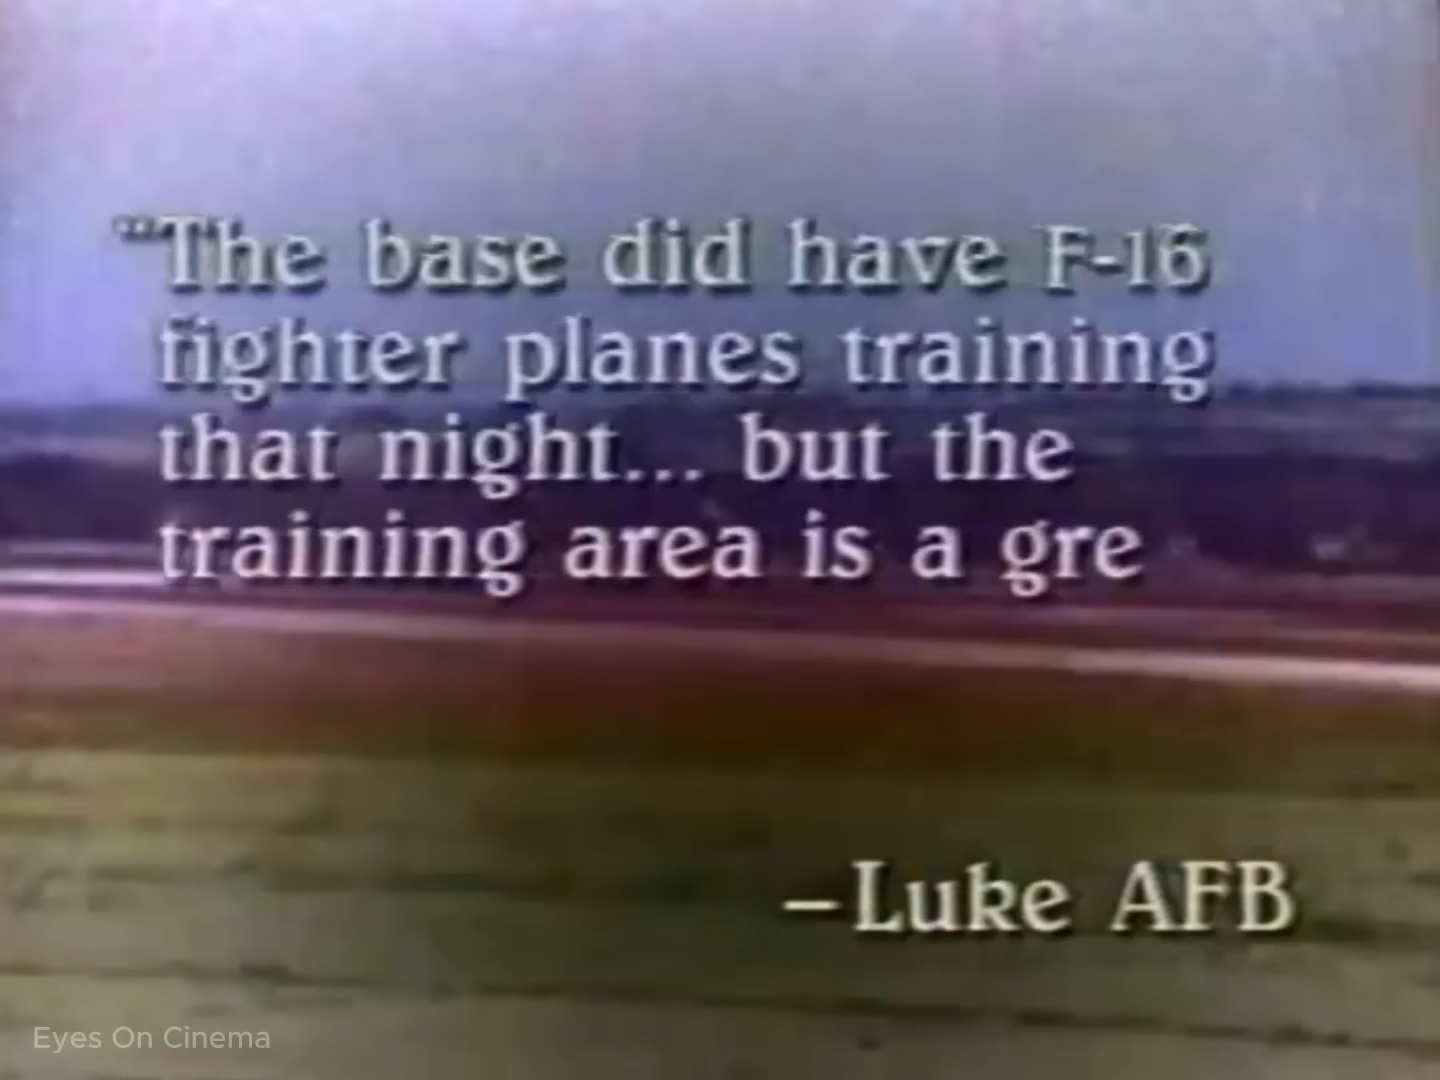 "The base did have F-16
fighter planes training
that night... but the
training area is a gre
–Luke AFB
Eyes On Cinema